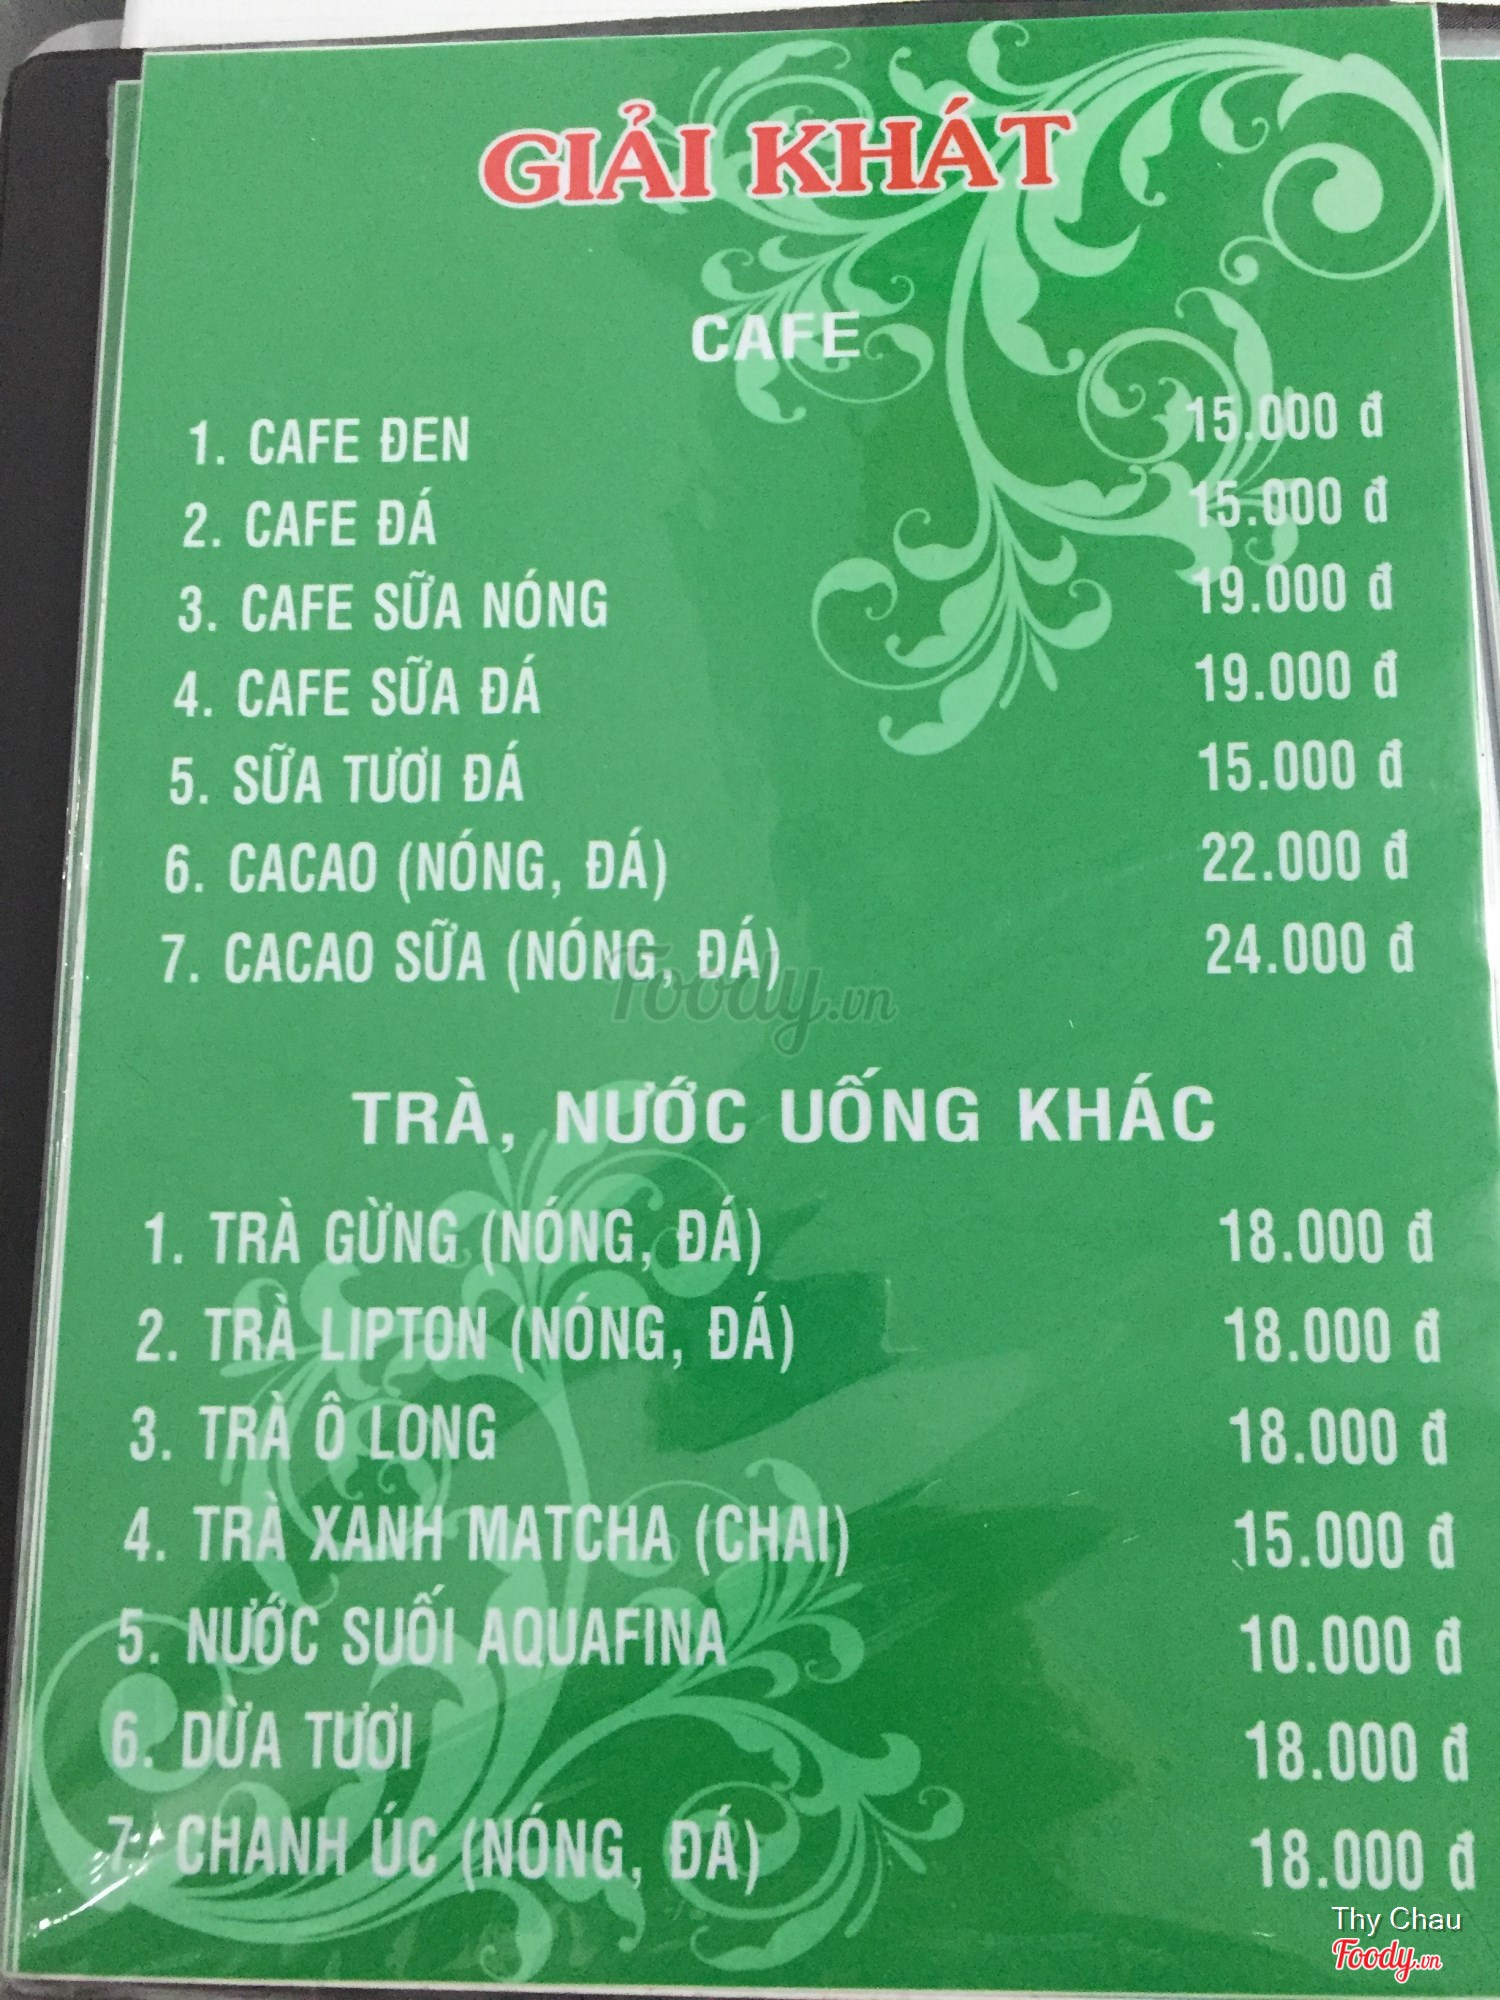 GIẢI KHÁT
CAFE
1. CAFE ĐEN 15.000 đ
2. CAFE ĐÁ 15.000 đ
3. CAFE SỮA NÓNG 19.000 đ
4. CAFE SỮA ĐÁ 19.000 đ
5. SỮA TƯƠI ĐÁ 15.000 đ
6. CACAO (NÓNG, ĐÁ) 22.000 đ
7. CACAO SỮA (NÓNG, ĐÁ) 24.000 đ
Foody.vn
TRÀ, NƯỚC UỐNG KHÁC
1. TRÀ GỪNG (NÓNG, ĐÁ) 18.000 đ
2. TRÀ LIPTON (NÓNG, ĐÁ) 18.000 đ
3. TRÀ Ô LONG 18.000 đ
4. TRÀ XANH MATCHA (CHAI) 15.000 đ
5. NƯỚC SUỐI AQUAFINA 10.000 đ
6. DỪA TƯƠI 18.000 đ
7. CHANH ÚC (NÓNG, ĐÁ) 18.000 đ
Thy Chau
Foody.vn